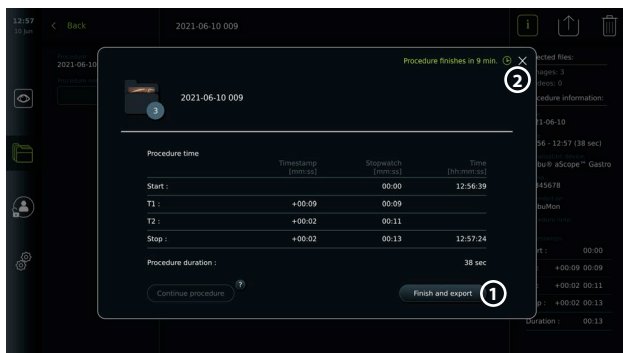 12:57
10 Jun
Back
2021-06-10 009
i
Procedure finishes in 9 min.
2
3
2021-06-10 009
Procedure time
Timestamp
[mm:ss]
Stopwatch
[mm:ss]
Time
[hh:mm:ss]
Start : 00:00 12:56:39
T1 : +00:09 00:09
T2 : +00:02 00:11
Stop : +00:02 00:13 12:57:24
Procedure duration : 38 sec
Continue procedure
?
Finish and export
1
2021-06-10
ected files:
ages: 3
deos: 0
cedure information:
21-06-10
56 - 12:57 (38 sec)
bu® aScope™ Gastro
345678
buMon
rt : 00:00
: +00:09 00:09
: +00:02 00:11
p : +00:02 00:13
Duration : 00:13